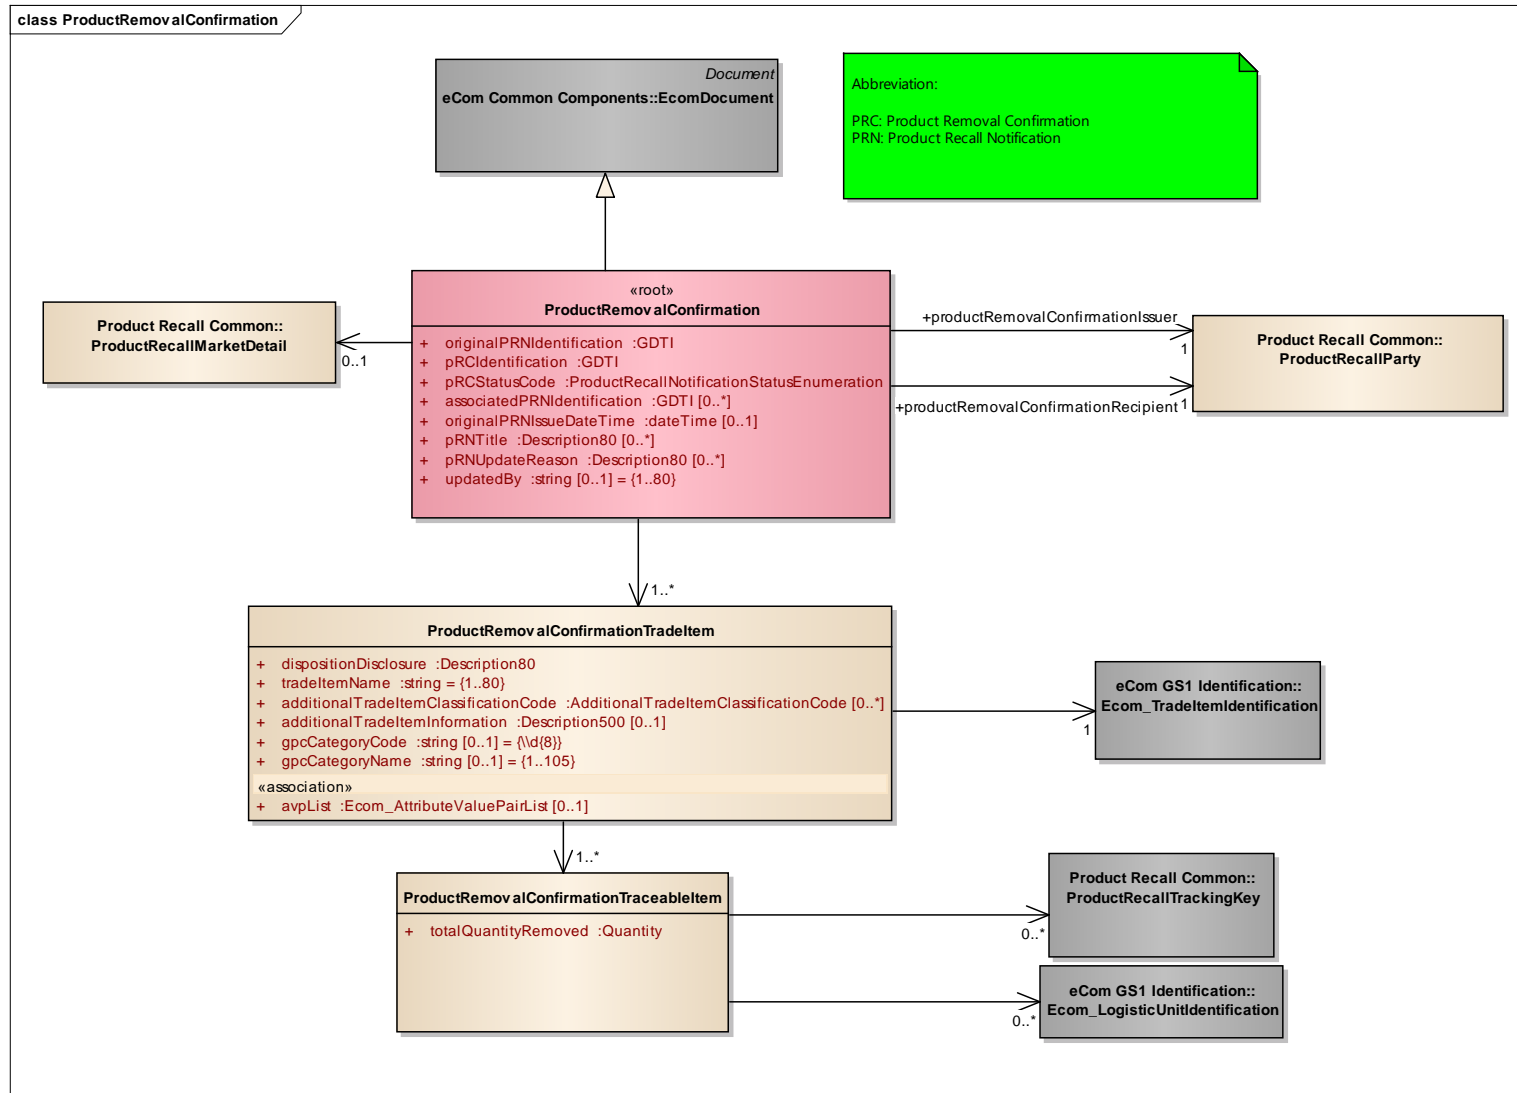 class ProductRemovalConfirmation
Document
eCom Common Components::EcomDocument
Abbreviation:
PRC: Product Removal Confirmation
PRN: Product Recall Notification
Product Recall Common::
ProductRecallMarketDetail
0..1
«root»
ProductRemovalConfirmation
+ originalPRNIdentification :GDTI
+ pRCIdentification :GDTI
+ pRCStatusCode :ProductRecallNotificationStatusEnumeration
+ associatedPRNIdentification :GDTI [0..*]
+ originalPRNIssueDateTime :dateTime [0..1]
+ pRNTitle :Description80 [0..*]
+ pRNUpdateReason :Description80 [0..*]
+ updatedBy :string [0..1] = {1..80}
+productRemovalConfirmationIssuer
1
+productRemovalConfirmationRecipient
1
Product Recall Common::
ProductRecallParty
1..*
ProductRemovalConfirmationTradeItem
+ dispositionDisclosure :Description80
+ tradeItemName :string = {1..80}
+ additionalTradeItemClassificationCode :AdditionalTradeItemClassificationCode [0..*]
+ additionalTradeItemInformation :Description500 [0..1]
+ gpcCategoryCode :string [0..1] = {\\d{8}}
+ gpcCategoryName :string [0..1] = {1..105}
«association»
+ avpList :Ecom_AttributeValuePairList [0..1]
1
eCom GS1 Identification::
Ecom_TradeItemIdentification
1..*
ProductRemovalConfirmationTraceableItem
+ totalQuantityRemoved :Quantity
0..*
Product Recall Common::
ProductRecallTrackingKey
0..*
eCom GS1 Identification::
Ecom_LogisticUnitIdentification